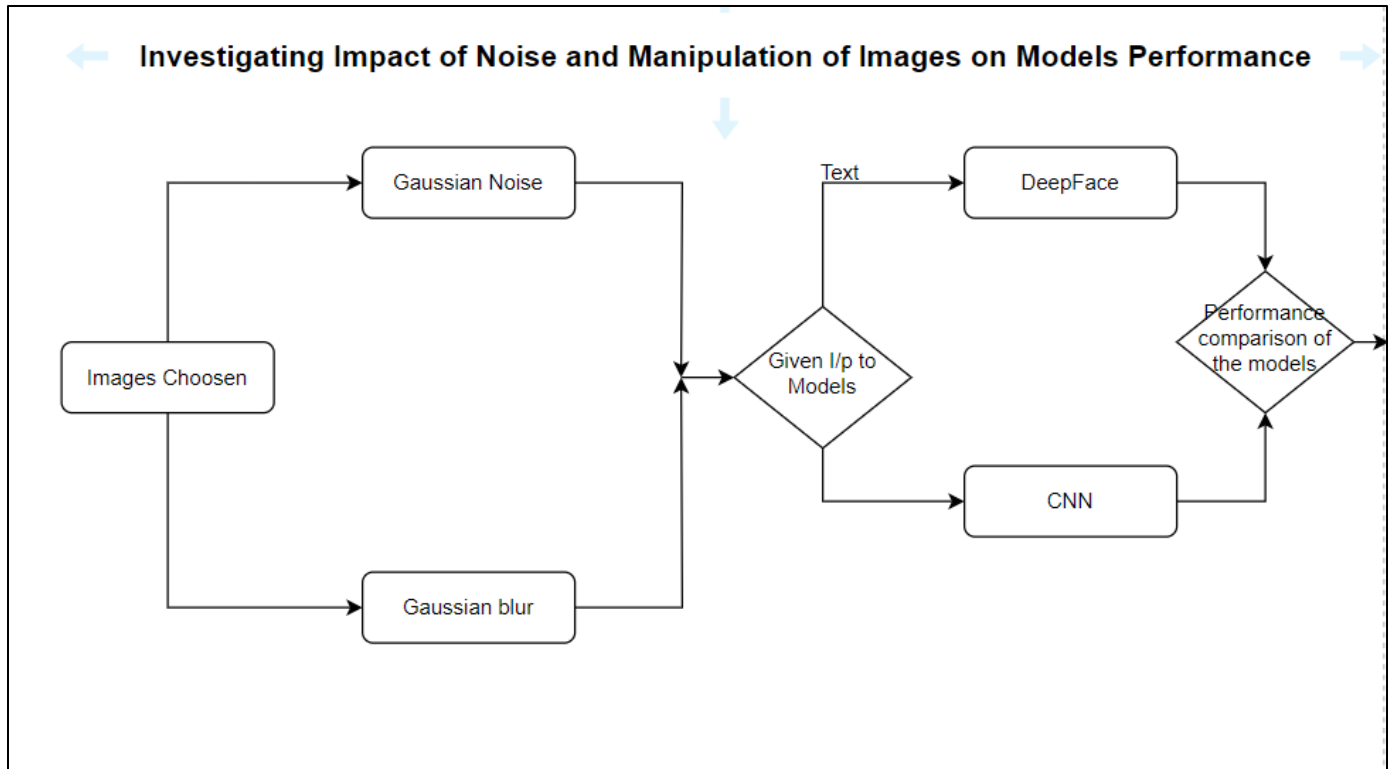 Investigating Impact of Noise and Manipulation of Images on Models Performance
Gaussian Noise
Text
DeepFace
Images Choosen
Given I/p to
Models
Performance
comparison of
the models
CNN
Gaussian blur